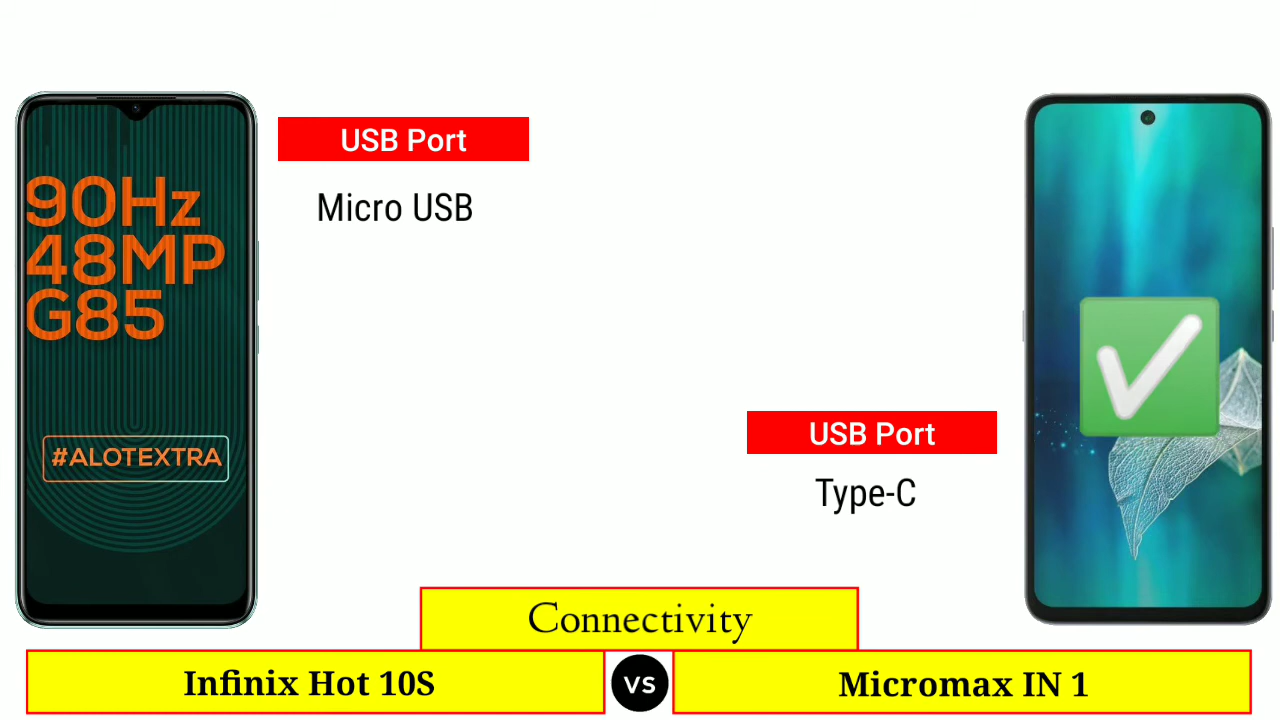 90Hz
48MP
G85
#ALOTEXTRA
USB Port
Micro USB
USB Port
Type-C
Connectivity
Infinix Hot 10S
vs
Micromax IN 1